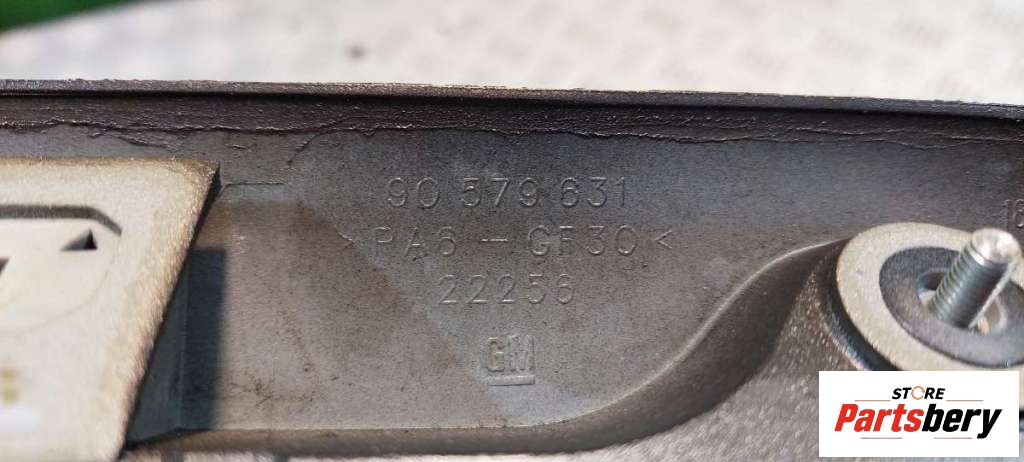 90 579 631
>PA6-GF30<
22256
GM
STORE
Partsbery